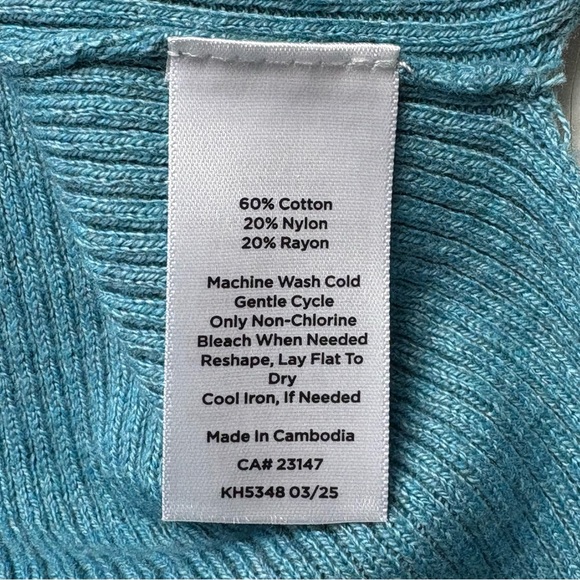 60% Cotton
20% Nylon
20% Rayon
Machine Wash Cold
Gentle Cycle
Only Non-Chlorine
Bleach When Needed
Reshape, Lay Flat To
Dry
Cool Iron, If Needed
Made In Cambodia
CA# 23147
KH5348 03/25